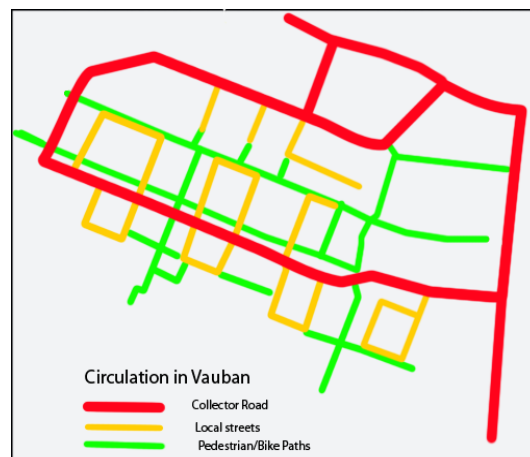 Circulation in Vauban
Collector Road
Local streets
Pedestrian/Bike Paths